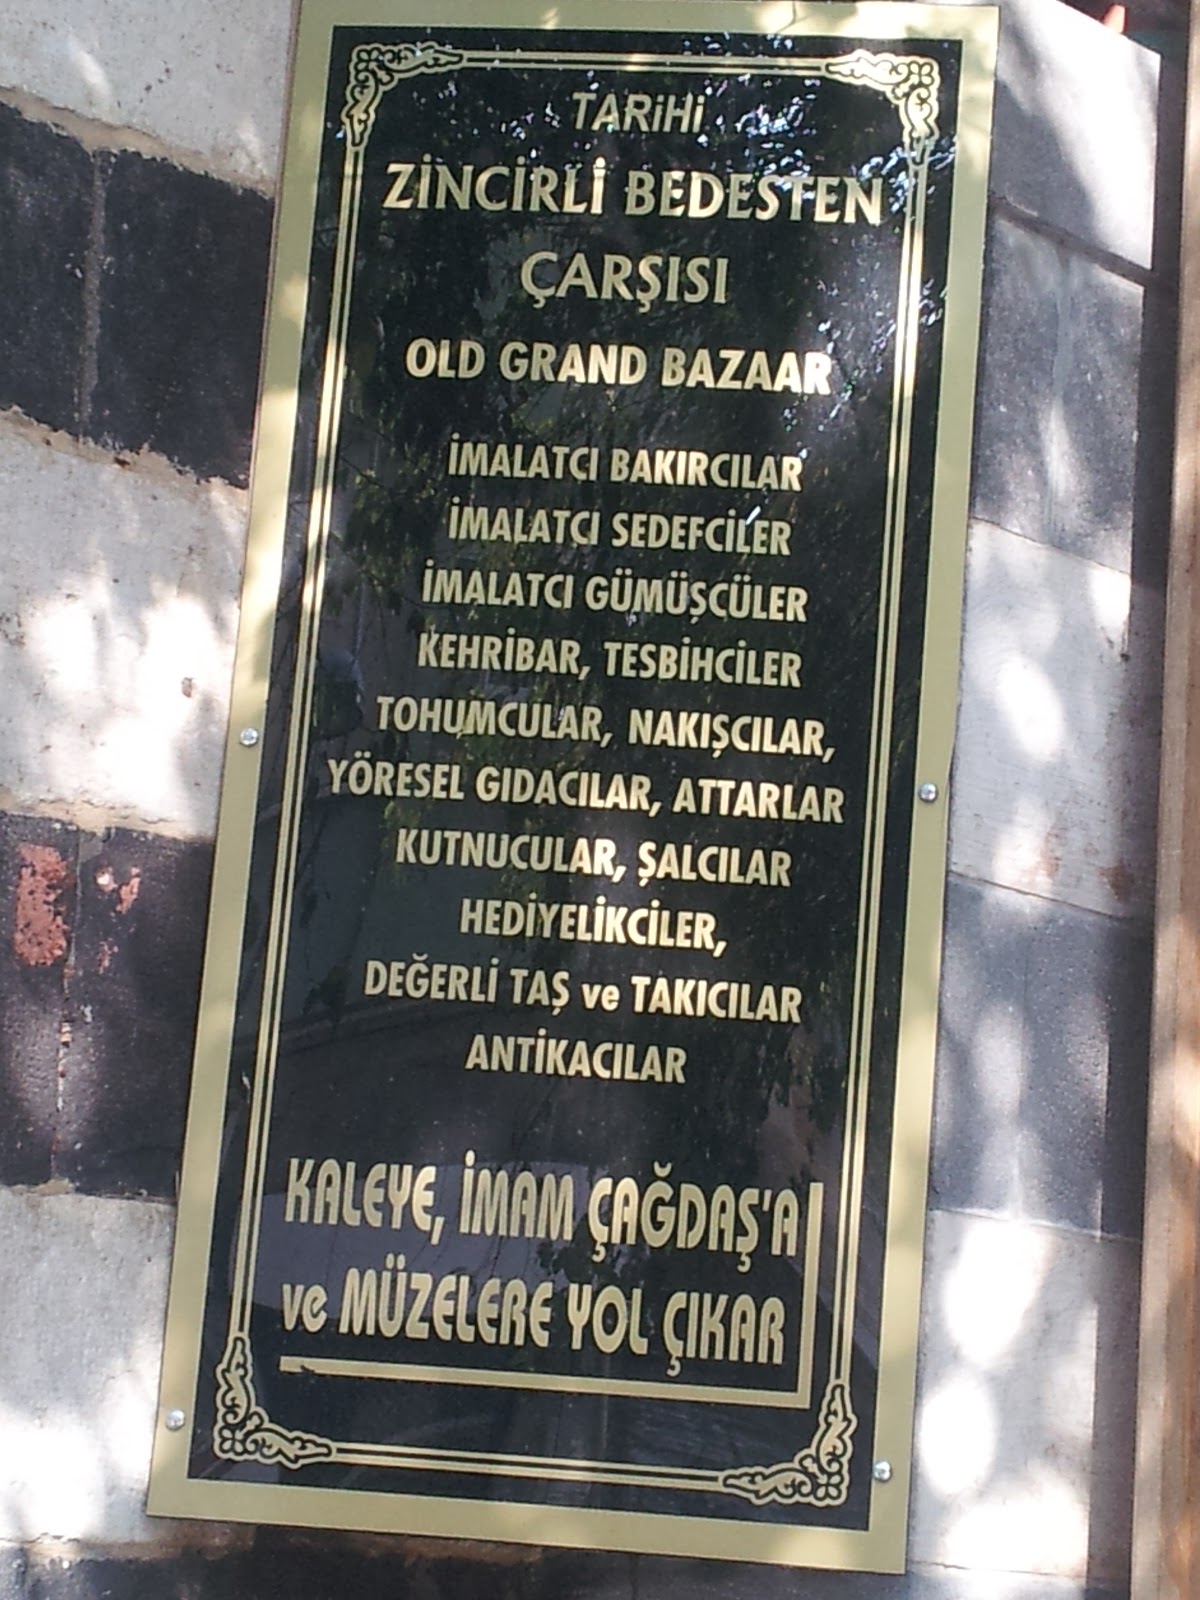 TARiHi
ZİNCİRLİ BEDESTEN
ÇARŞISI
OLD GRAND BAZAAR
İMALATCI BAKIRCILAR
İMALATCI SEDEFCİLER
İMALATCI GÜMÜŞCÜLER
KEHRİBAR, TESBİHCİLER
TOHUMCULAR, NAKIŞCILAR,
YÖRESEL GIDACILAR, ATTARLAR
KUTNUCULAR, ŞALCILAR
HEDİYELİKCİLER,
DEĞERLİ TAŞ ve TAKICILAR
ANTİKACILAR
KALEYE, İMAM ÇAĞDAŞ'A
ve MÜZELERE YOL ÇIKAR